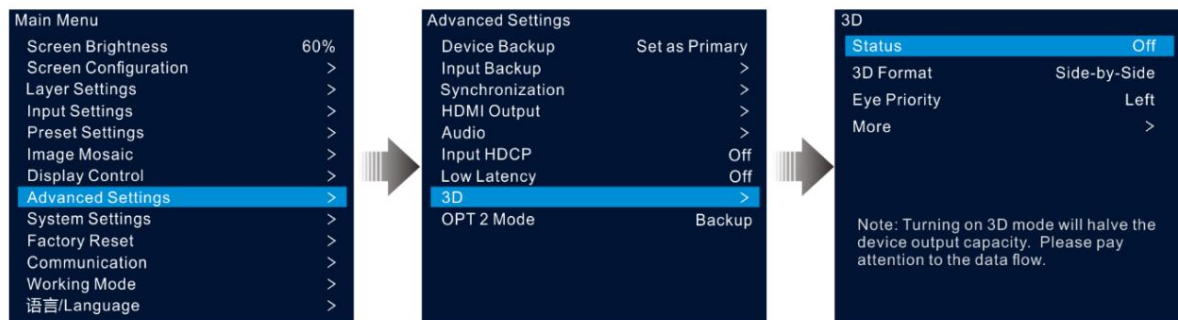 Main Menu
Screen Brightness 60%
Screen Configuration >
Layer Settings >
Input Settings >
Preset Settings >
Image Mosaic >
Display Control >
Advanced Settings >
System Settings >
Factory Reset >
Communication >
Working Mode >
语言/Language >
Advanced Settings
Device Backup Set as Primary
Input Backup >
Synchronization >
HDMI Output >
Audio >
Input HDCP Off
Low Latency Off
3D >
OPT 2 Mode Backup
3D
Status Off
3D Format Side-by-Side
Eye Priority Left
More >
Note: Turning on 3D mode will halve the
device output capacity. Please pay
attention to the data flow.